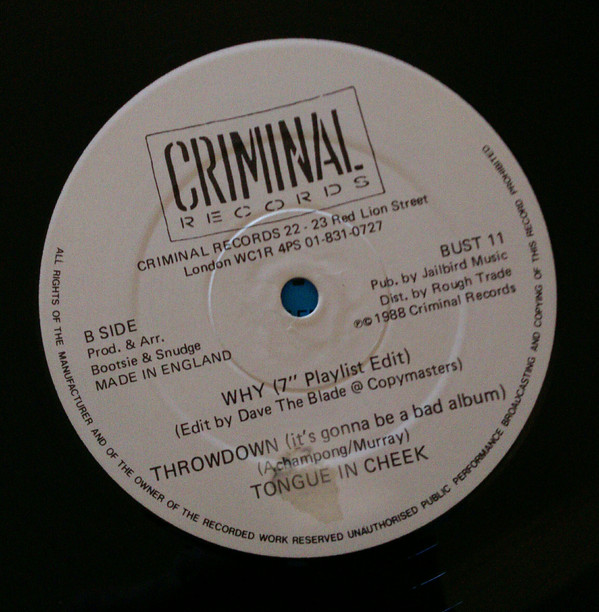 CRIMINAL
RECORDS
CRIMINAL RECORDS 22 - 23 Red Lion Street
London WC1R 4PS 01-831-0727
BUST 11
Pub. by Jailbird Music
Dist. by Rough Trade
℗© 1988 Criminal Records
B SIDE
Prod. & Arr.
Bootsie & Snudge
MADE IN ENGLAND
WHY (7" Playlist Edit)
(Edit by Dave The Blade @ Copymasters)
THROWDOWN (it's gonna be a bad album)
(Achampong/Murray)
TONGUE IN CHEEK
ALL RIGHTS OF THE MANUFACTURER AND OF THE OWNER OF THE RECORDED WORK RESERVED UNAUTHORISED PUBLIC PERFORMANCE BROADCASTING AND COPYING OF THIS RECORD PROHIBITED